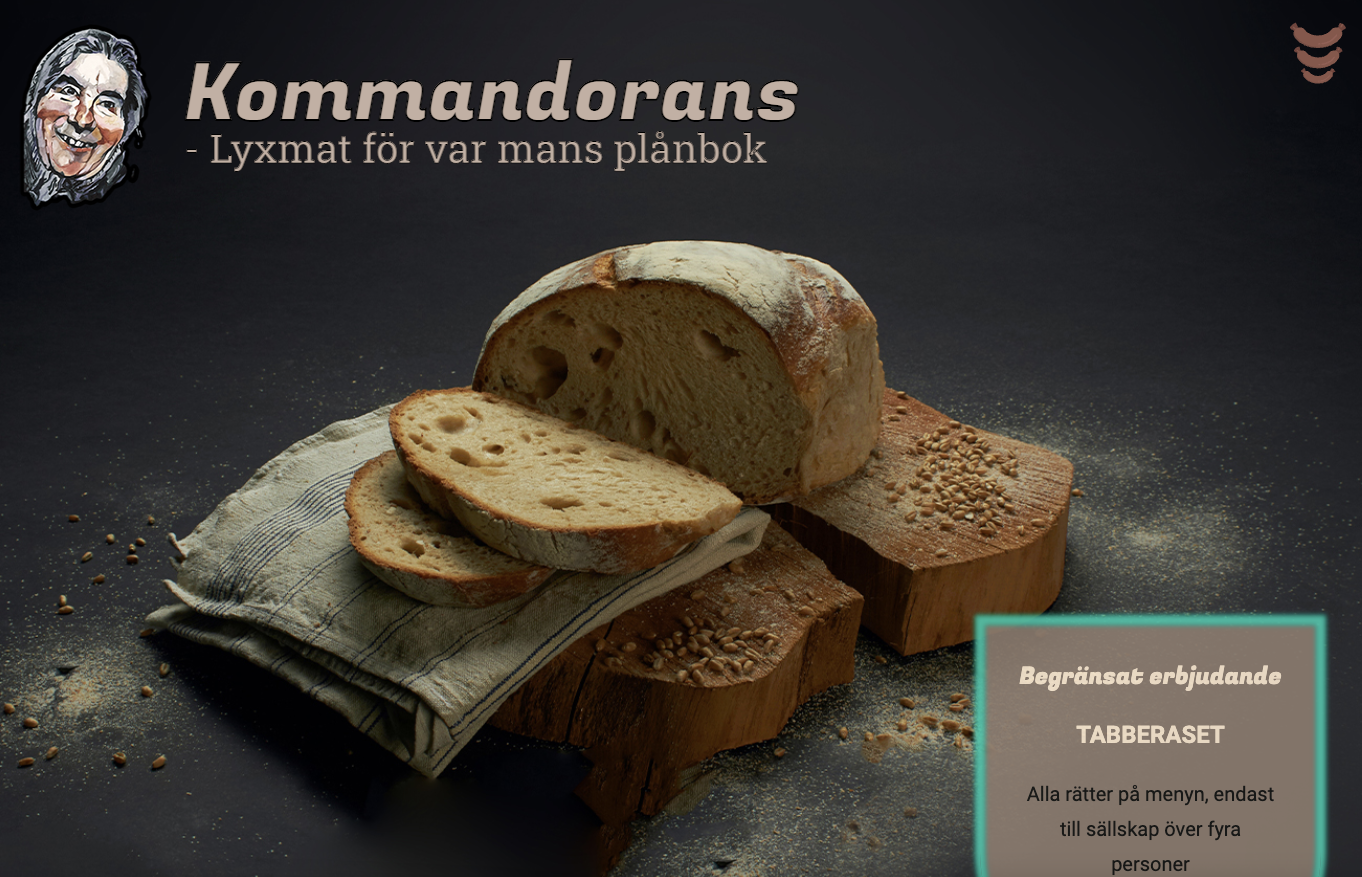 Kommandorans
- Lyxmat för var mans plånbok
Begränsat erbjudande
TABBERASET
Alla rätter på menyn, endast
till sällskap över fyra
personer